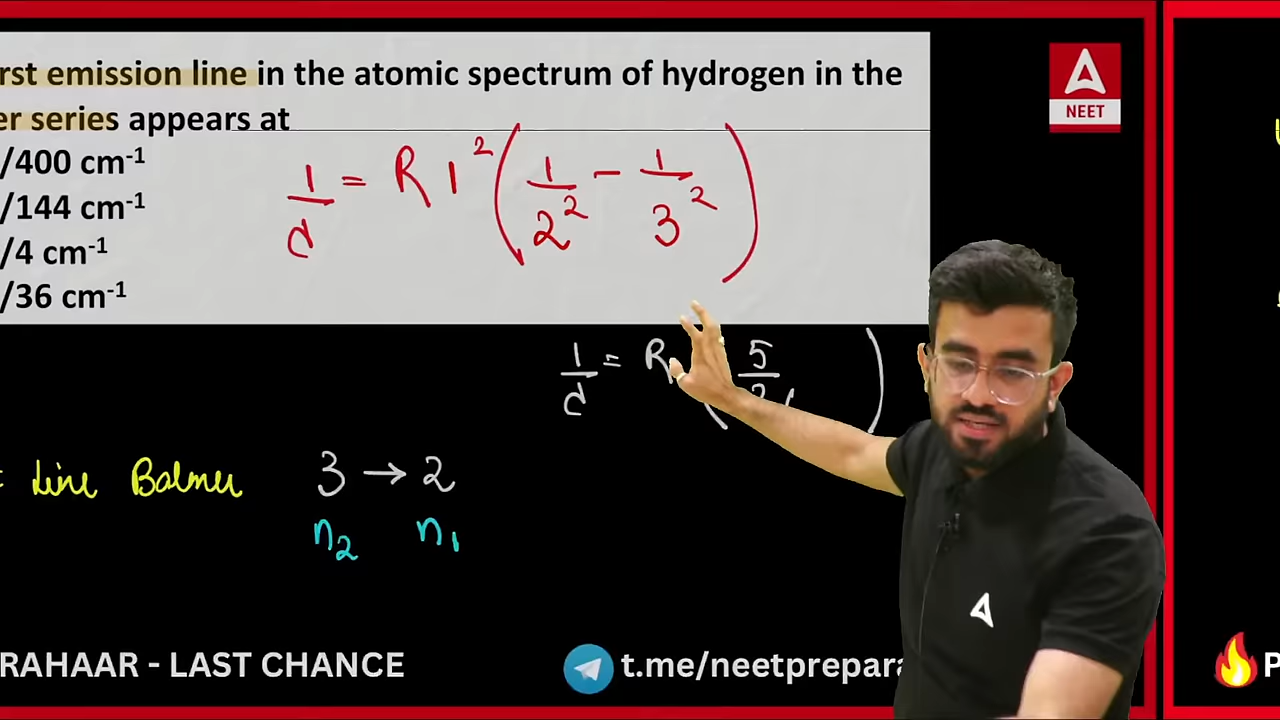 rst emission line in the atomic spectrum of hydrogen in the
er series appears at
/400 cm-1
/144 cm-1
/4 cm-1
/36 cm-1
1/λ = R 1² (1/2² - 1/3²)
NEET
1/λ = R (5/
Line Balmer 3 → 2
n₂ n₁
RAHAAR - LAST CHANCE
t.me/neetprepara
P